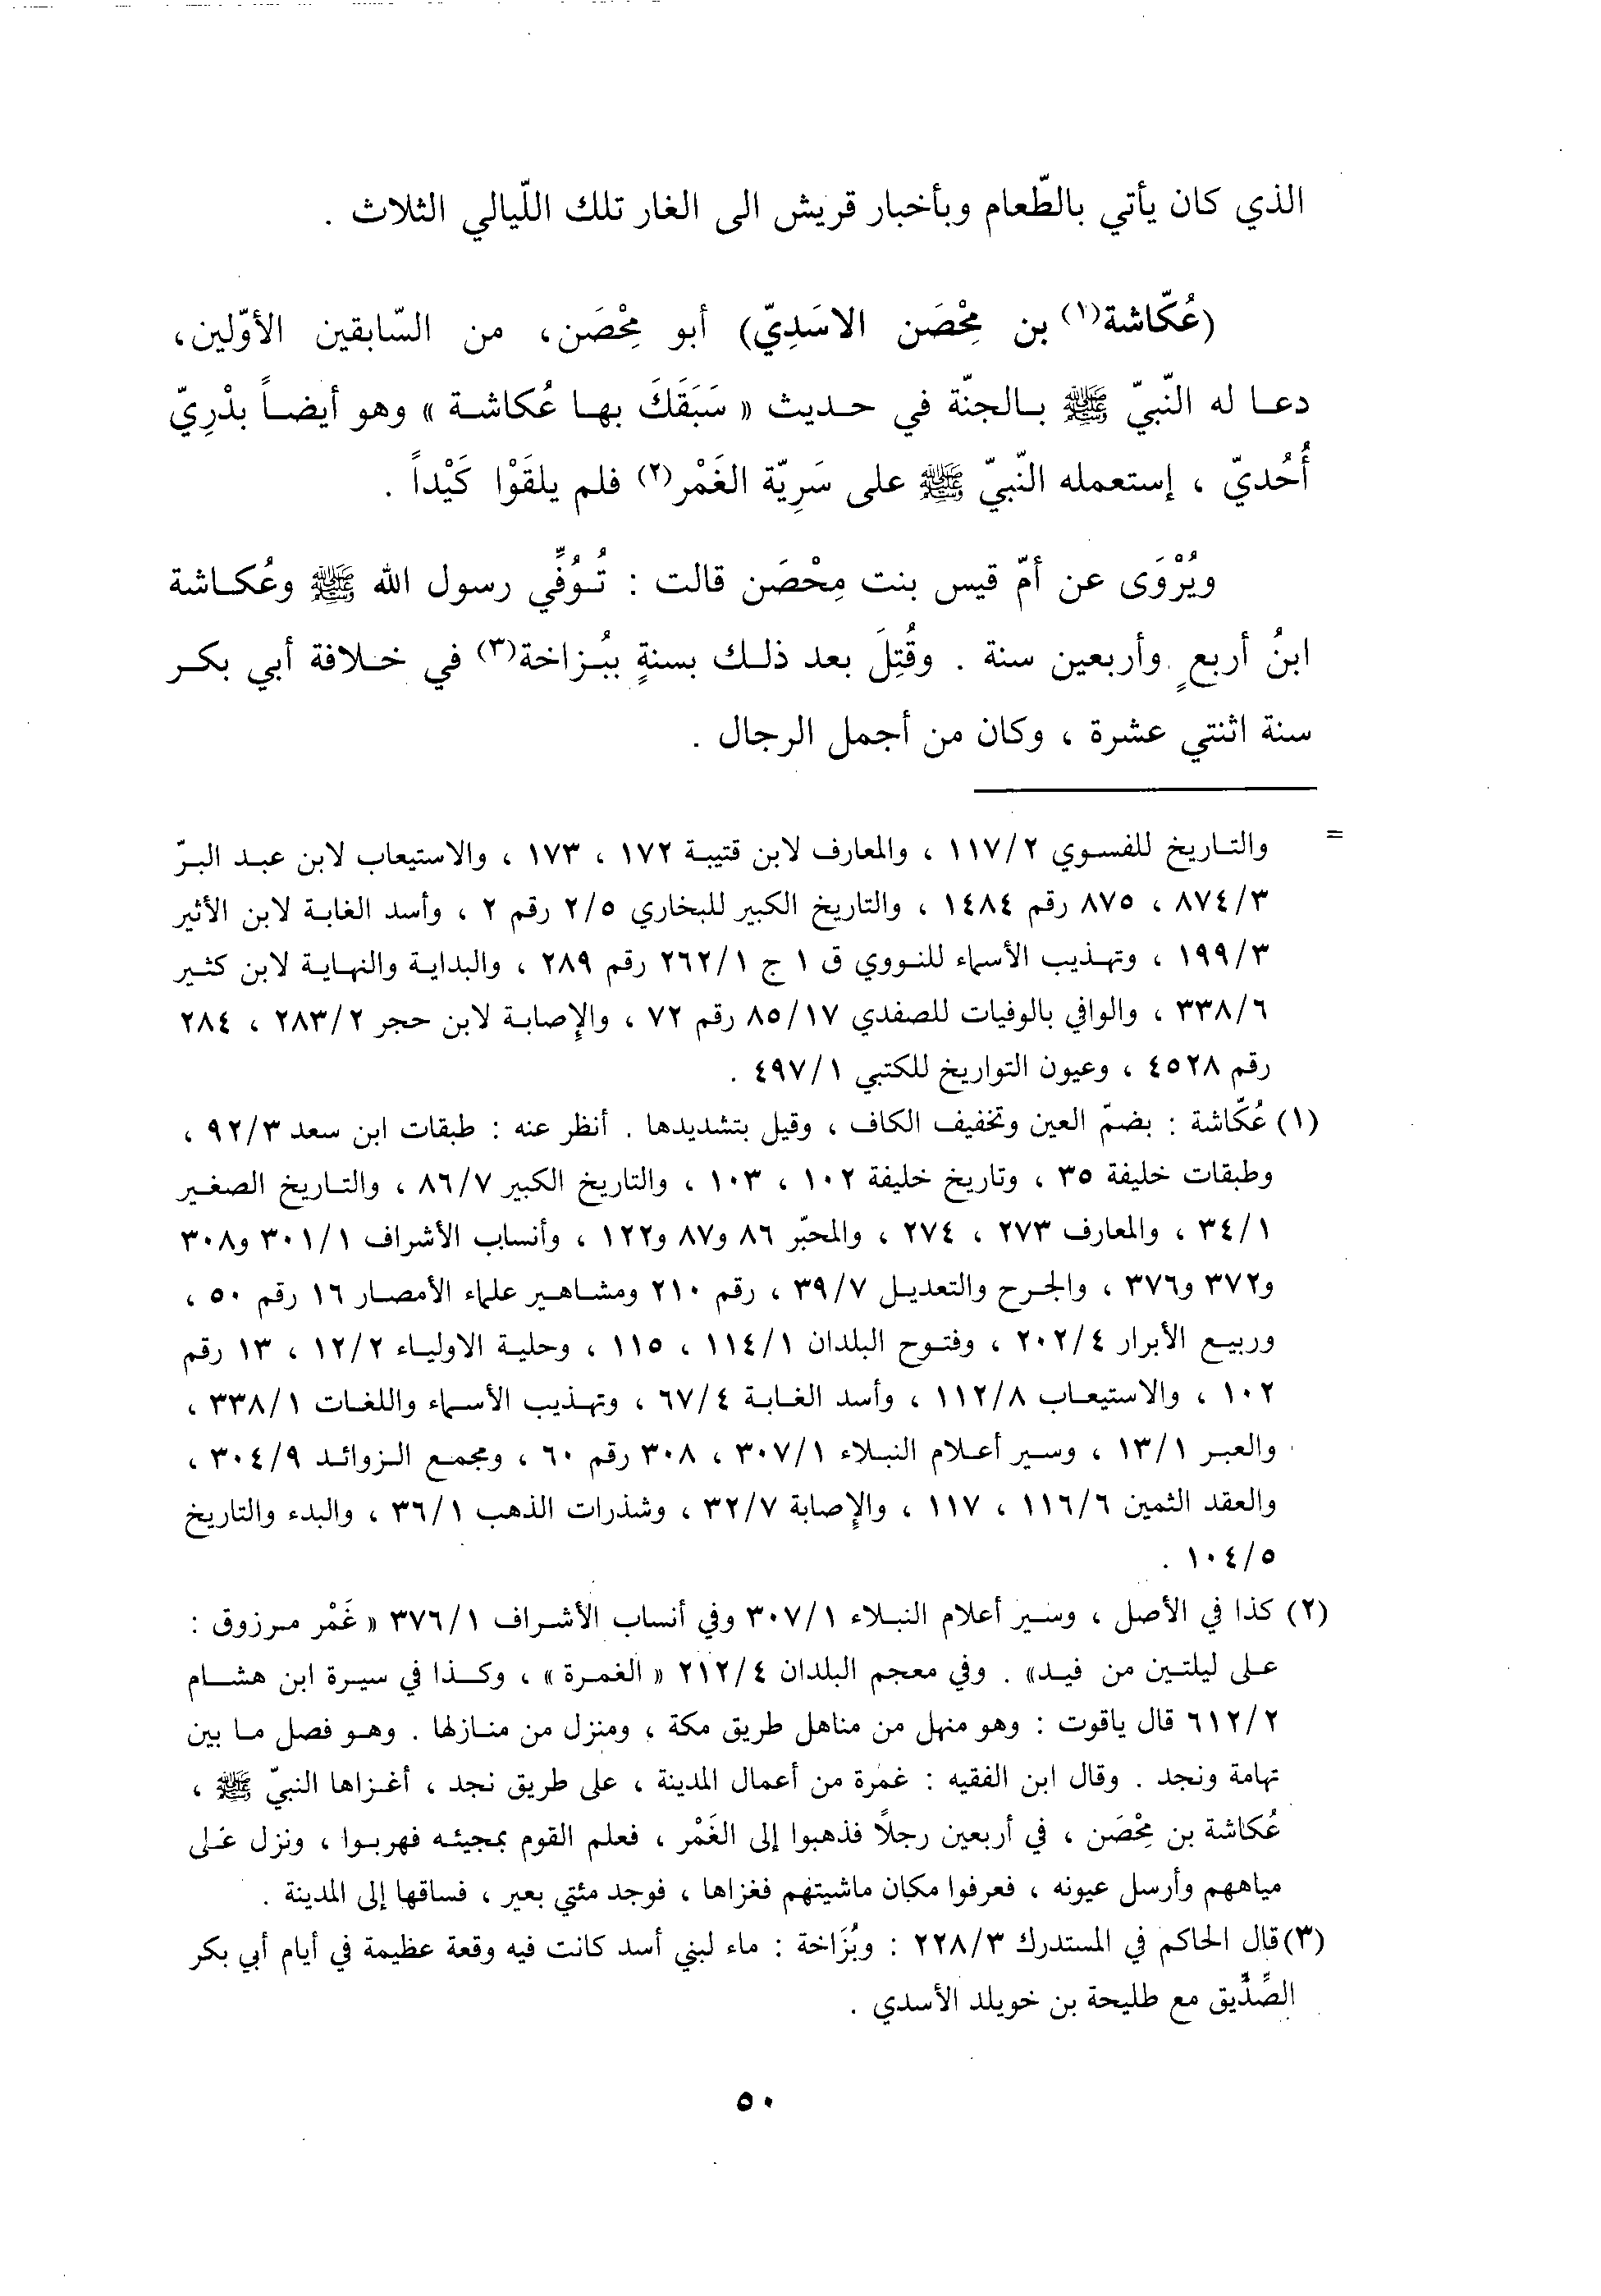 الذي كان يأتي بالطّعام وبأخبار قريش الى الغار تلك اللّيالي الثلاث .
(عُكّاشة(١) بن مِحْصَن الاسَدِيّ) أبو مِحْصَن، من السّابقين الأوّلين،
دعا له النّبيّ ﷺ بالجنّة في حديث « سَبَقَكَ بها عُكاشة » وهو أيضاً بدْرِيّ
أُحُديّ ، إستعمله النّبيّ ﷺ على سَرِيّة الغَمْر(٢) فلم يلقَوْا كَيْداً .
ويُرْوَى عن أمّ قيس بنت مِحْصَن قالت : تُوُفِّي رسول الله ﷺ وعُكاشة
ابنُ أربعٍ وأربعين سنة . وقُتِلَ بعد ذلك بسنةٍ ببُزاخة(٣) في خلافة أبي بكر
سنة اثنتي عشرة ، وكان من أجمل الرجال .
= والتاريخ للفسوي ١١٧/٢ ، والمعارف لابن قتيبة ١٧٢ ، ١٧٣ ، والاستيعاب لابن عبد البرّ
٨٧٤/٣ ، ٨٧٥ رقم ١٤٨٤ ، والتاريخ الكبير للبخاري ٢/٥ رقم ٢ ، وأسد الغابة لابن الأثير
١٩٩/٣ ، وتهذيب الأسماء للنووي ق ١ ج ٢٦٢/١ رقم ٢٨٩ ، والبداية والنهاية لابن كثير
٣٣٨/٦ ، والوافي بالوفيات للصفدي ٨٥/١٧ رقم ٧٢ ، والإصابة لابن حجر ٢٨٣/٢ ، ٢٨٤
رقم ٤٥٢٨ ، وعيون التواريخ للكتبي ٤٩٧/١ .
(١) عُكّاشة : بضمّ العين وتخفيف الكاف ، وقيل بتشديدها . أنظر عنه : طبقات ابن سعد ٩٢/٣ ،
وطبقات خليفة ٣٥ ، وتاريخ خليفة ١٠٢ ، ١٠٣ ، والتاريخ الكبير ٨٦/٧ ، والتاريخ الصغير
٣٤/١ ، والمعارف ٢٧٣ ، ٢٧٤ ، والمحبّر ٨٦ و٨٧ و١٢٢ ، وأنساب الأشراف ٣٠١/١ و٣٠٨
و٣٧٢ و٣٧٦ ، والجرح والتعديل ٣٩/٧ ، رقم ٢١٠ ومشاهير علماء الأمصار ١٦ رقم ٥٠ ،
وربيع الأبرار ٢٠٢/٤ ، وفتوح البلدان ١١٤/١ ، ١١٥ ، وحلية الاولياء ١٢/٢ ، ١٣ رقم
١٠٢ ، والاستيعاب ١١٢/٨ ، وأسد الغابة ٦٧/٤ ، وتهذيب الأسماء واللغات ٣٣٨/١ ،
والعبر ١٣/١ ، وسير أعلام النبلاء ٣٠٧/١ ، ٣٠٨ رقم ٦٠ ، ومجمع الزوائد ٣٠٤/٩ ،
والعقد الثمين ١١٦/٦ ، ١١٧ ، والإصابة ٣٢/٧ ، وشذرات الذهب ٣٦/١ ، والبدء والتاريخ
١٠٤/٥ .
(٢) كذا في الأصل ، وسير أعلام النبلاء ٣٠٧/١ وفي أنساب الأشراف ٣٧٦/١ « غَمْر مرزوق :
على ليلتين من فيد» . وفي معجم البلدان ٢١٢/٤ « الغمرة » ، وكذا في سيرة ابن هشام
٦١٢/٢ قال ياقوت : وهو منهل من مناهل طريق مكة ، ومنزل من منازلها . وهو فصل ما بين
تهامة ونجد . وقال ابن الفقيه : غمرة من أعمال المدينة ، على طريق نجد ، أغزاها النبيّ ﷺ ،
عُكاشة بن مِحْصَن ، في أربعين رجلاً فذهبوا إلى الغَمْر ، فعلم القوم بمجيئه فهربوا ، ونزل على
مياههم وأرسل عيونه ، فعرفوا مكان ماشيتهم فغزاها ، فوجد مئتي بعير ، فساقها إلى المدينة .
(٣) قال الحاكم في المستدرك ٢٢٨/٣ : وبُزَاخة : ماء لبني أسد كانت فيه وقعة عظيمة في أيام أبي بكر
الصِّدِّيق مع طليحة بن خويلد الأسدي .
٥٠